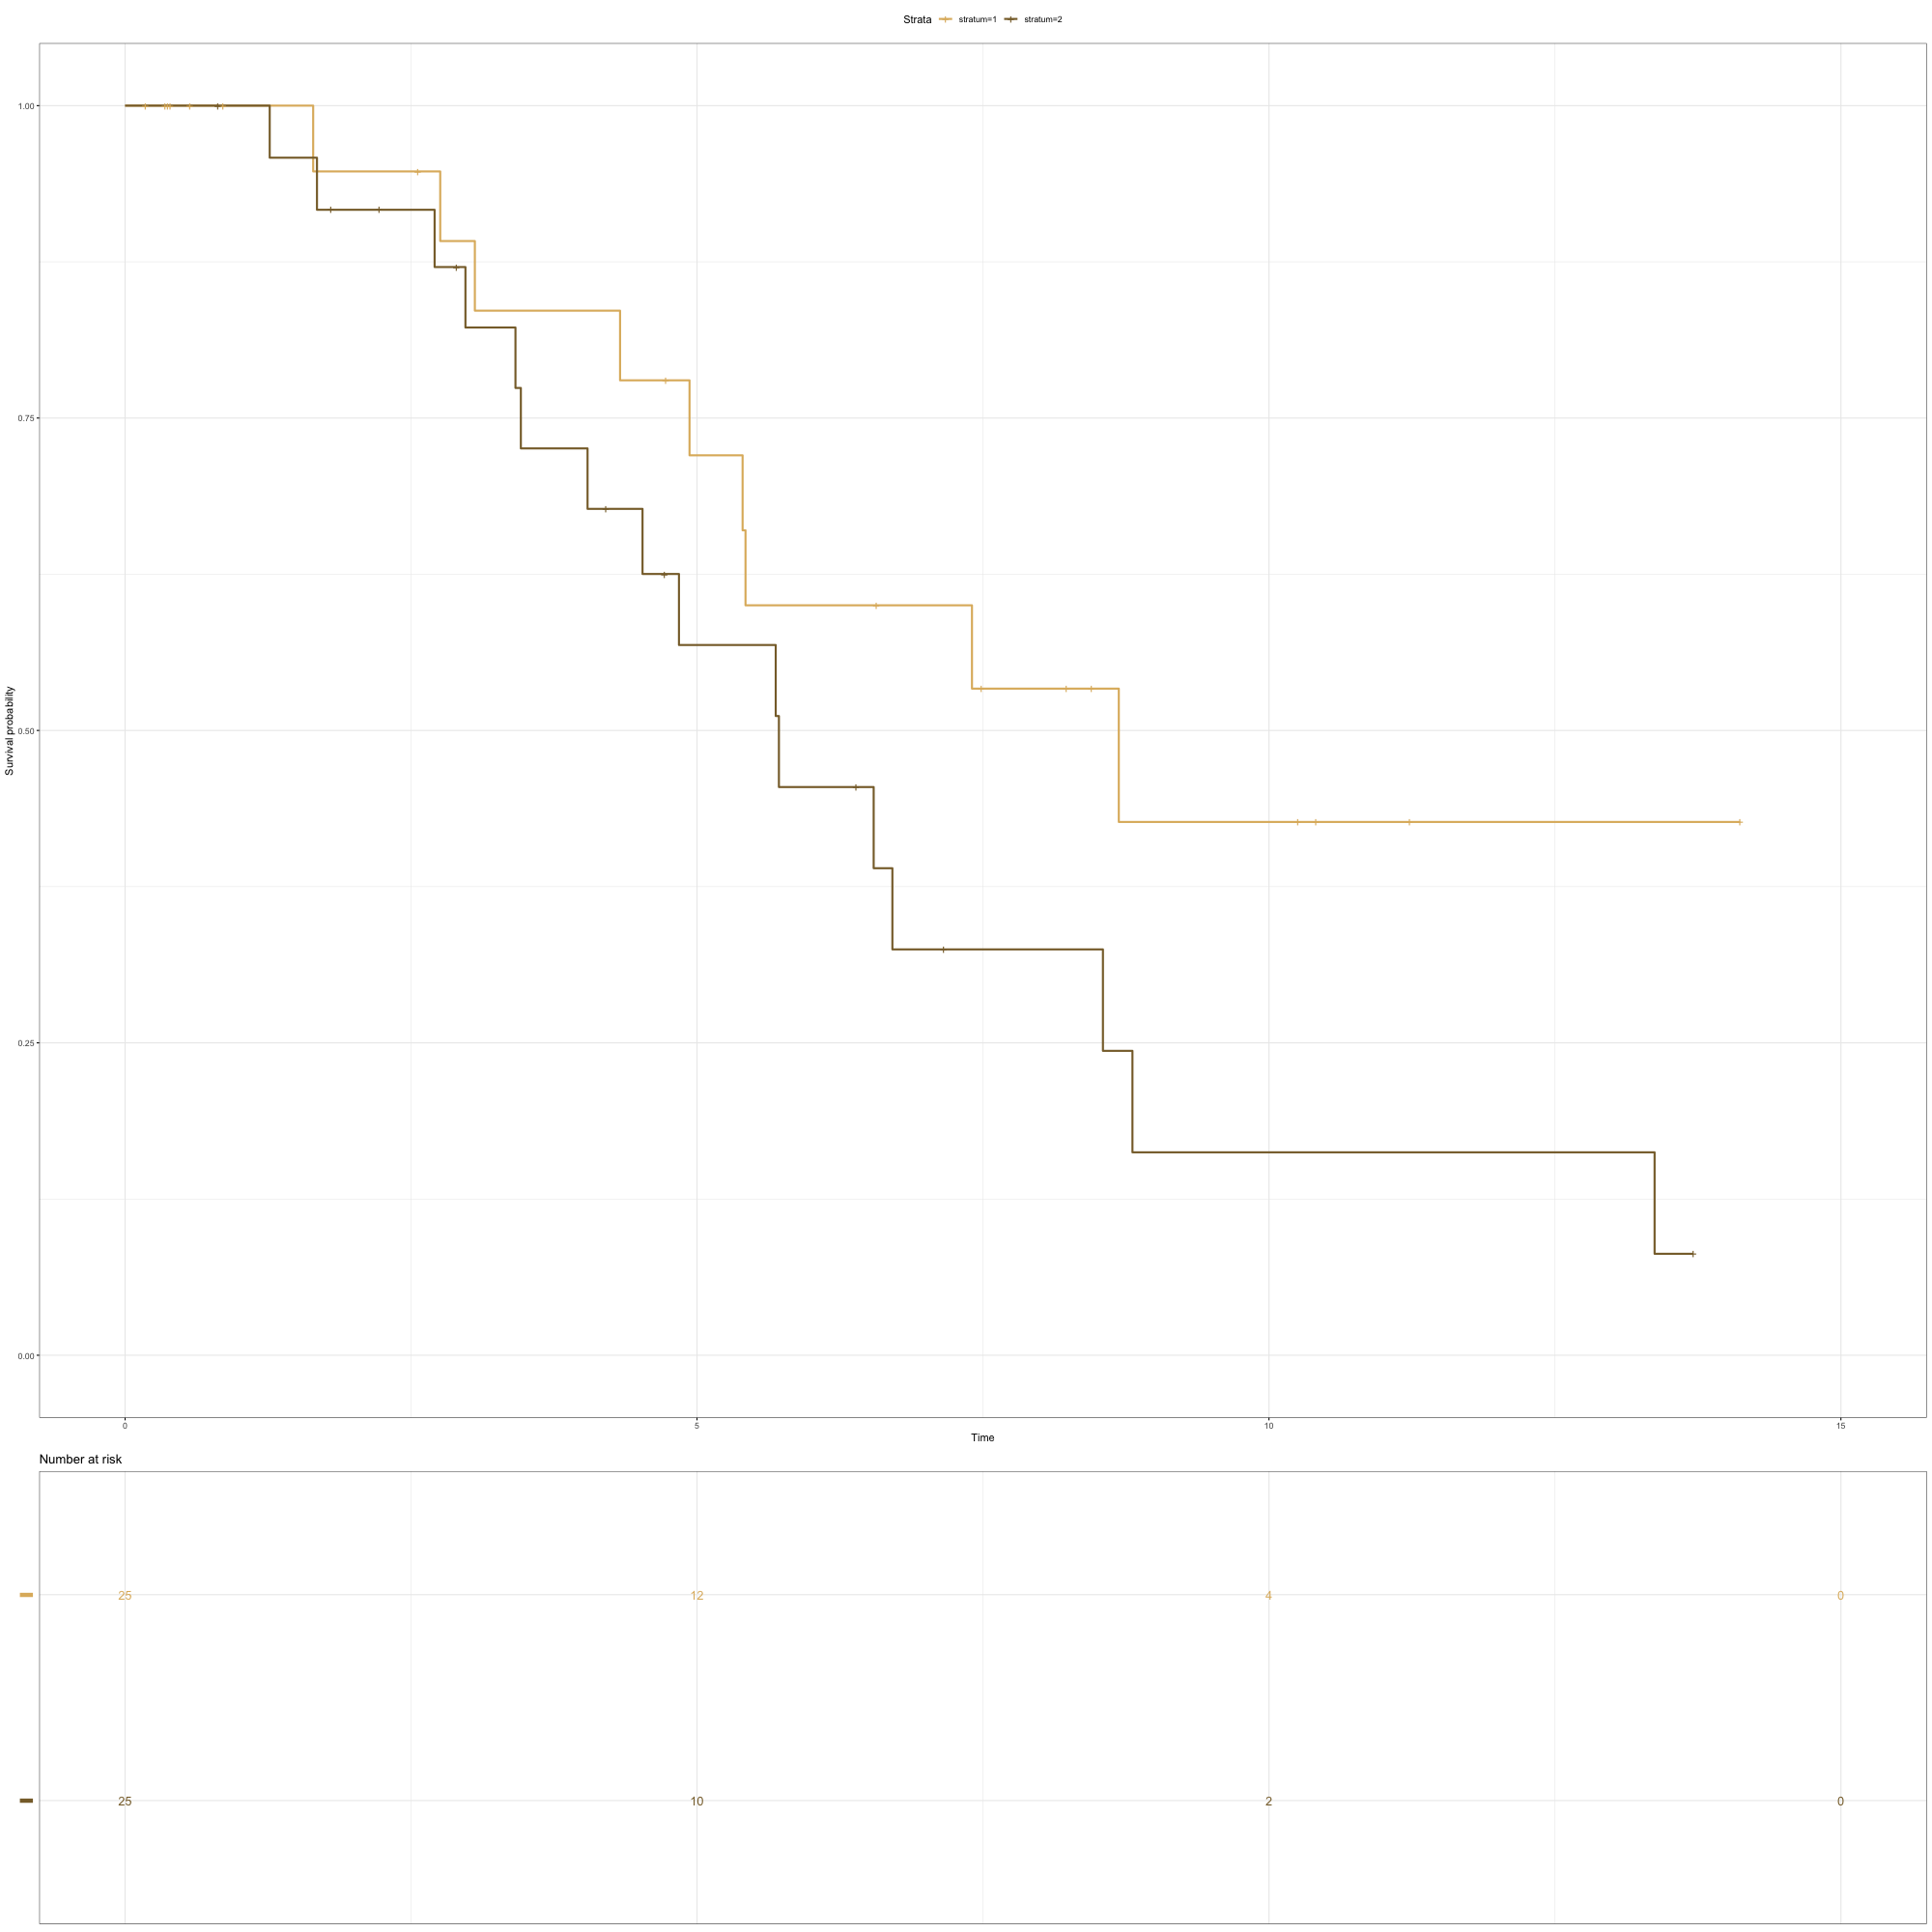 Strata stratum=1 stratum=2
1.00
0.75
0.50
0.25
0.00
Survival probability
0 5 10 15
Time
Number at risk
25 12 4 0
25 10 2 0